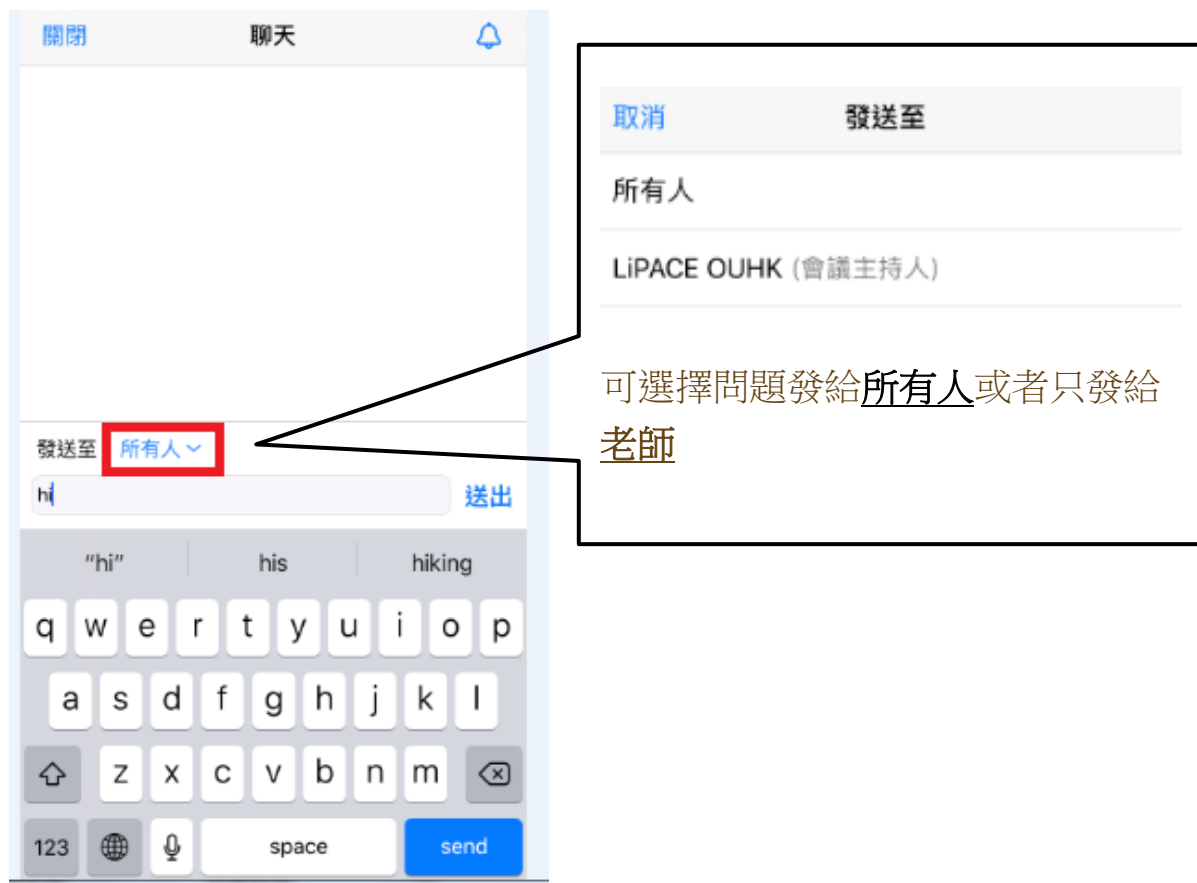 關閉 聊天
發送至 所有人
hi 送出
"hi" his hiking
q w e r t y u i o p
a s d f g h j k l
z x c v b n m
123 space send
取消 發送至
所有人
LiPACE OUHK (會議主持人)
可選擇問題發給所有人或者只發給
老師